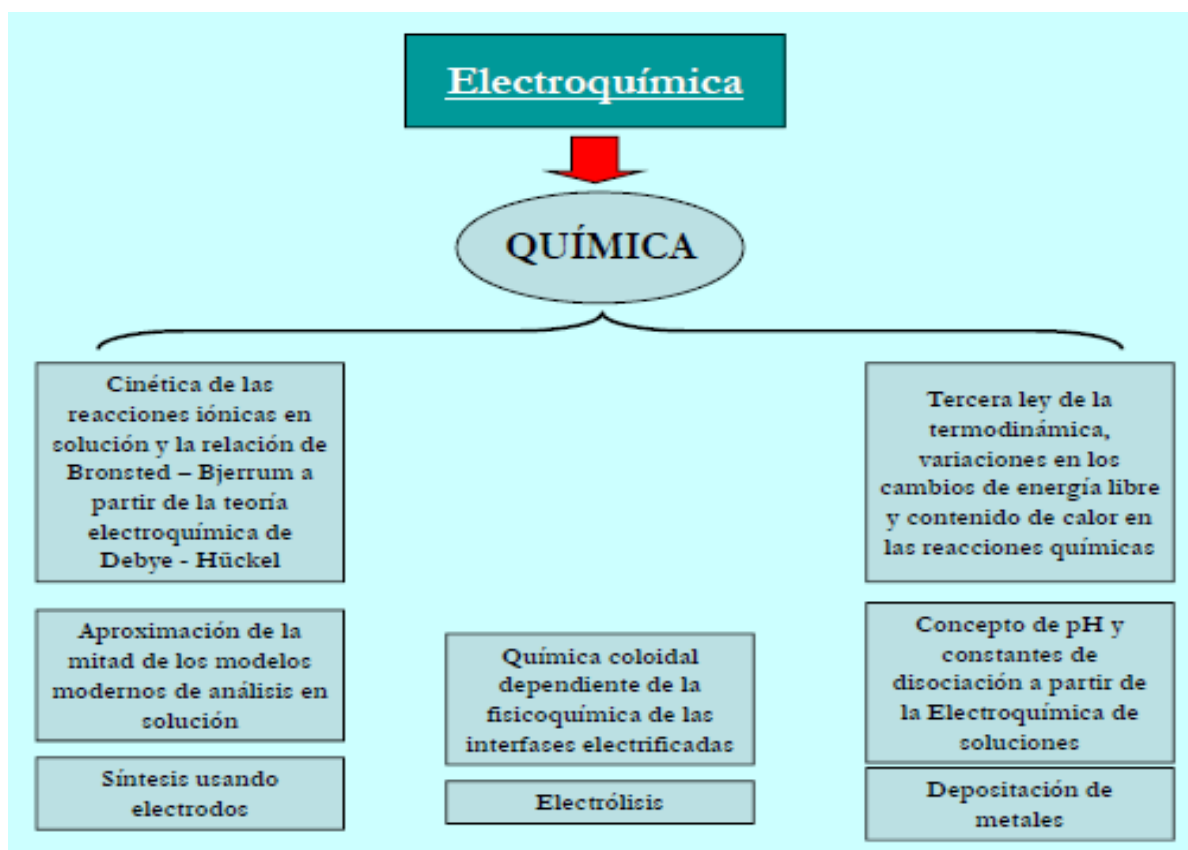 Electroquímica
QUÍMICA
Cinética de las
reacciones iónicas en
solución y la relación de
Bronsted – Bjerrum a
partir de la teoría
electroquímica de
Debye - Hückel
Aproximación de la
mitad de los modelos
modernos de análisis en
solución
Síntesis usando
electrodos
Química coloidal
dependiente de la
fisicoquímica de las
interfases electrificadas
Electrólisis
Tercera ley de la
termodinámica,
variaciones en los
cambios de energía libre
y contenido de calor en
las reacciones químicas
Concepto de pH y
constantes de
disociación a partir de
la Electroquímica de
soluciones
Depositación de
metales